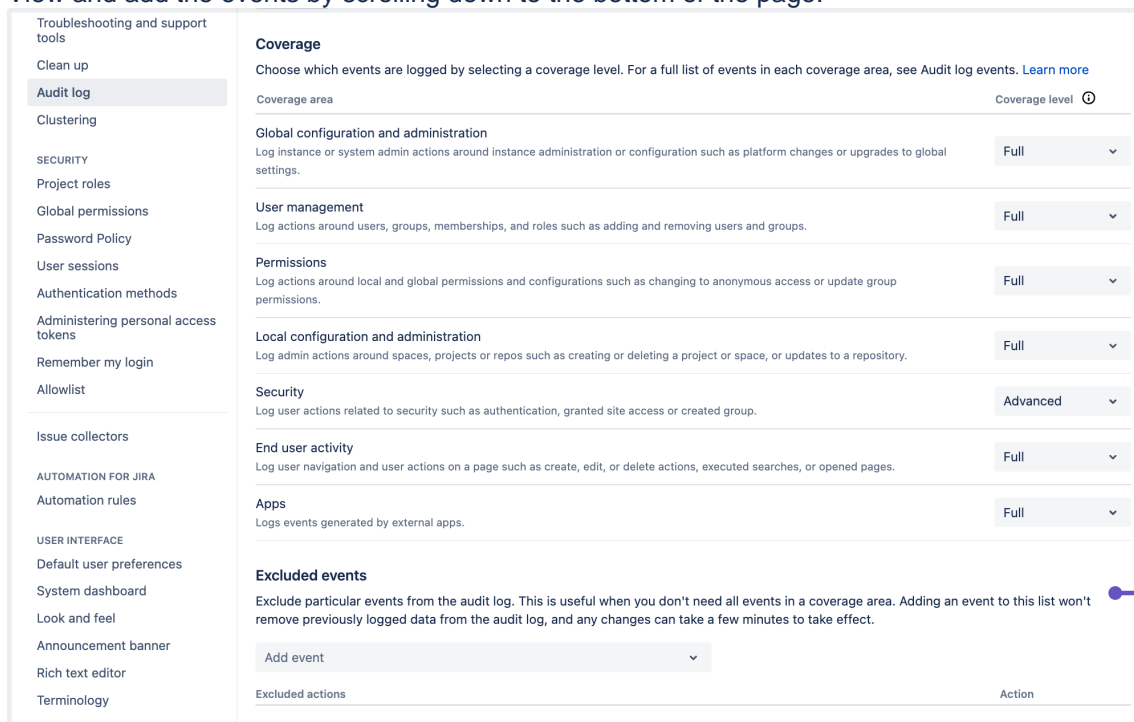 View and add the events by scrolling down to the bottom of the page.
Troubleshooting and support
tools
Clean up
Audit log
Clustering
SECURITY
Project roles
Global permissions
Password Policy
User sessions
Authentication methods
Administering personal access
tokens
Remember my login
Allowlist
Issue collectors
AUTOMATION FOR JIRA
Automation rules
USER INTERFACE
Default user preferences
System dashboard
Look and feel
Announcement banner
Rich text editor
Terminology
Coverage
Choose which events are logged by selecting a coverage level. For a full list of events in each coverage area, see Audit log events. Learn more
Coverage area Coverage level
Global configuration and administration
Log instance or system admin actions around instance administration or configuration such as platform changes or upgrades to global
settings.
Full
User management
Log actions around users, groups, memberships, and roles such as adding and removing users and groups.
Full
Permissions
Log actions around local and global permissions and configurations such as changing to anonymous access or update group
permissions.
Full
Local configuration and administration
Log admin actions around spaces, projects or repos such as creating or deleting a project or space, or updates to a repository.
Full
Security
Log user actions related to security such as authentication, granted site access or created group.
Advanced
End user activity
Log user navigation and user actions on a page such as create, edit, or delete actions, executed searches, or opened pages.
Full
Apps
Logs events generated by external apps.
Full
Excluded events
Exclude particular events from the audit log. This is useful when you don't need all events in a coverage area. Adding an event to this list won't
remove previously logged data from the audit log, and any changes can take a few minutes to take effect.
Add event
Excluded actions Action